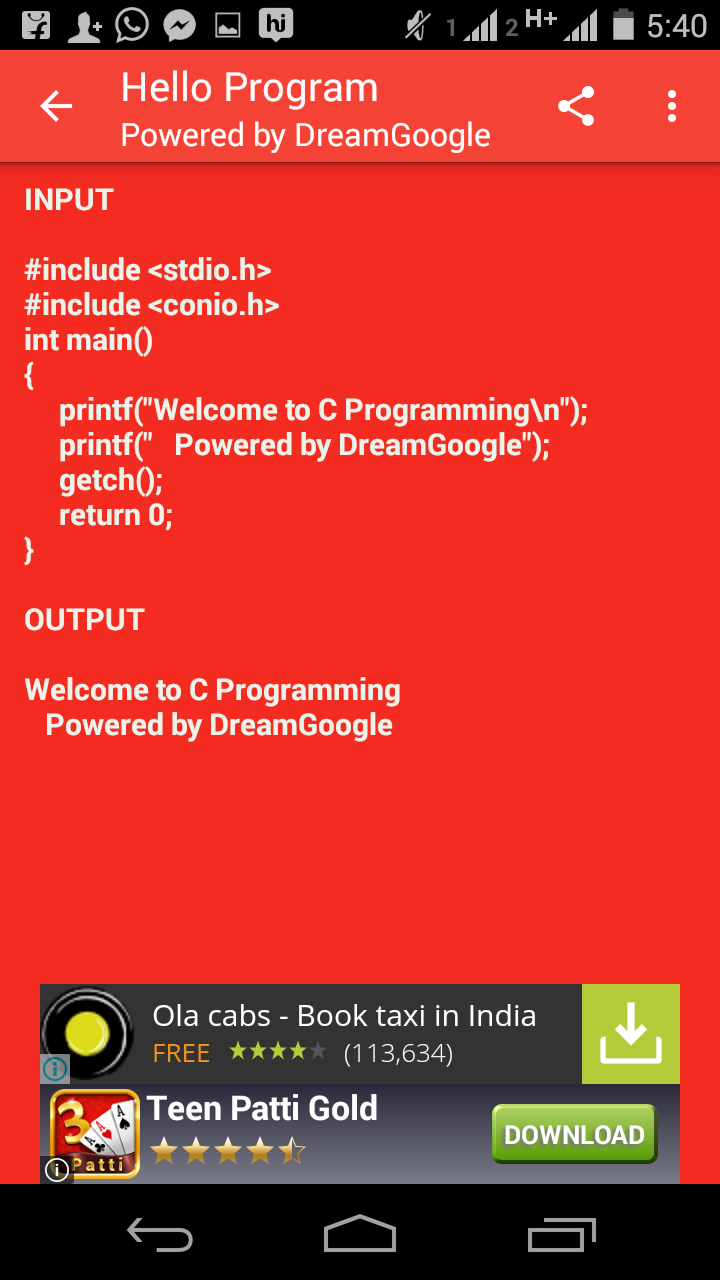 hi 1 2 H+ 5:40
Hello Program
Powered by DreamGoogle
INPUT
#include <stdio.h>
#include <conio.h>
int main()
{
printf("Welcome to C Programming\n");
printf("   Powered by DreamGoogle");
getch();
return 0;
}
OUTPUT
Welcome to C Programming
Powered by DreamGoogle
Ola cabs - Book taxi in India
FREE (113,634)
Teen Patti Gold
3 Patti
DOWNLOAD